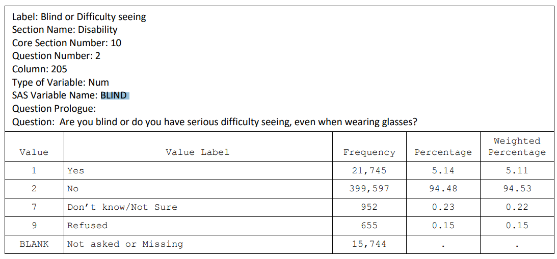 Label: Blind or Difficulty seeing
Section Name: Disability
Core Section Number: 10
Question Number: 2
Column: 205
Type of Variable: Num
SAS Variable Name: BLIND
Question Prologue:
Question: Are you blind or do you have serious difficulty seeing, even when wearing glasses?
Value Value Label Frequency Percentage Weighted Percentage
1 Yes 21,745 5.14 5.11
2 No 399,597 94.48 94.53
7 Don't know/Not Sure 952 0.23 0.22
9 Refused 655 0.15 0.15
BLANK Not asked or Missing 15,744 . .